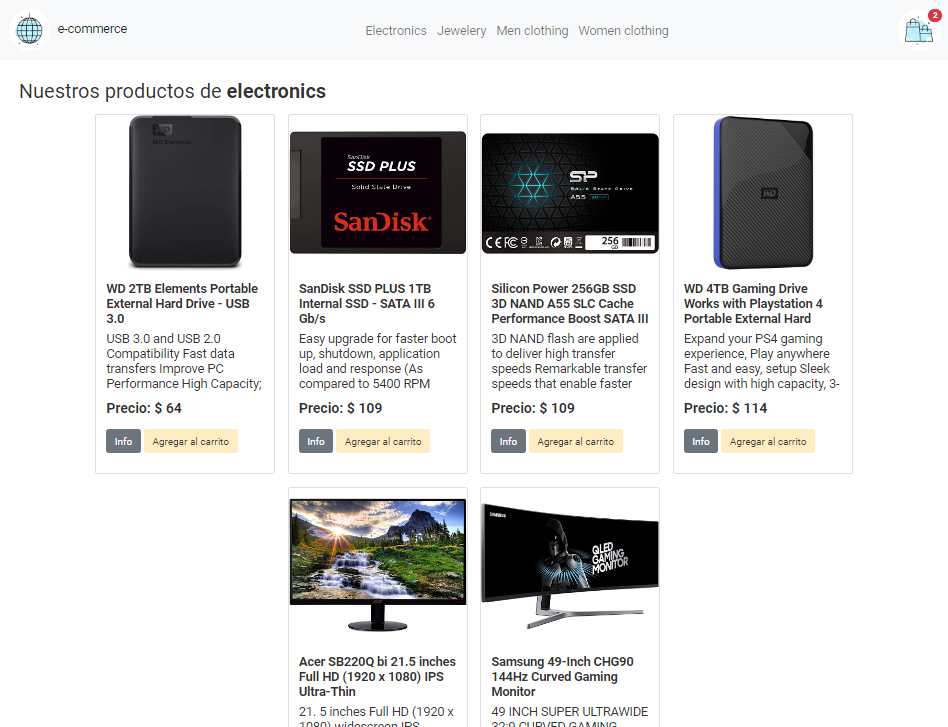 e-commerce
Electronics Jewelery Men clothing Women clothing
2
Nuestros productos de electronics
WD
WD Elements
SanDisk
SSD PLUS
Solid State Drive
SanDisk
SP
Solid State Drive
A55
256
GB
WD
WD 2TB Elements Portable
External Hard Drive - USB
3.0
USB 3.0 and USB 2.0
Compatibility Fast data
transfers Improve PC
Performance High Capacity;
Precio: $ 64
Info Agregar al carrito
SanDisk SSD PLUS 1TB
Internal SSD - SATA III 6
Gb/s
Easy upgrade for faster boot
up, shutdown, application
load and response (As
compared to 5400 RPM
Precio: $ 109
Info Agregar al carrito
Silicon Power 256GB SSD
3D NAND A55 SLC Cache
Performance Boost SATA III
3D NAND flash are applied
to deliver high transfer
speeds Remarkable transfer
speeds that enable faster
Precio: $ 109
Info Agregar al carrito
WD 4TB Gaming Drive
Works with Playstation 4
Portable External Hard
Expand your PS4 gaming
experience, Play anywhere
Fast and easy, setup Sleek
design with high capacity, 3-
Precio: $ 114
Info Agregar al carrito
acer
Acer SB220Q bi 21.5 inches
Full HD (1920 x 1080) IPS
Ultra-Thin
21. 5 inches Full HD (1920 x
1080) widescreen IPS
SAMSUNG
QLED
GAMING
MONITOR
Samsung 49-Inch CHG90
144Hz Curved Gaming
Monitor
49 INCH SUPER ULTRAWIDE
32:9 CURVED GAMING